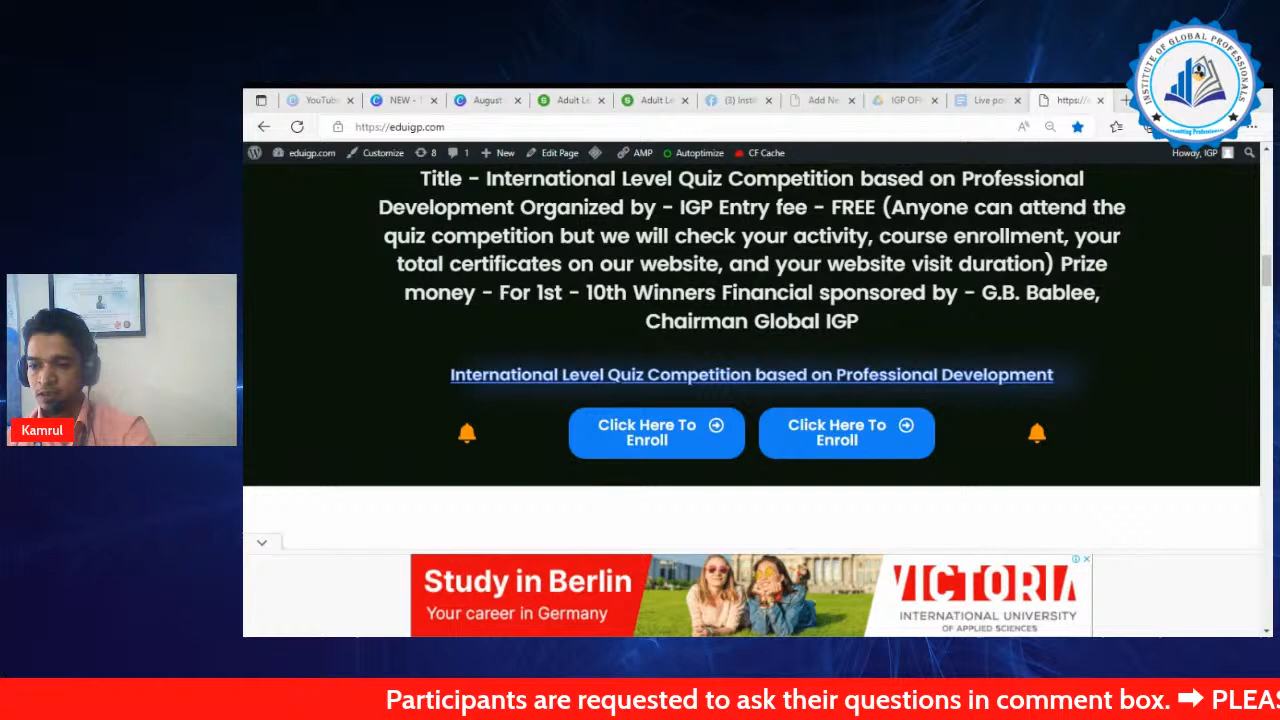 INSTITUTE OF GLOBAL PROFESSIONALS
YouTube
NEW -
August
Adult Le
Adult Le
(3) Insti
Add Ne
IGP OF
Live po
https://e
https://eduigp.com
eduigp.com
Customize
8
1
New
Edit Page
AMP
Autoptimize
CF Cache
Howdy, IGP
Title - International Level Quiz Competition based on Professional
Development Organized by - IGP Entry fee - FREE (Anyone can attend the
quiz competition but we will check your activity, course enrollment, your
total certificates on our website, and your website visit duration) Prize
money - For 1st - 10th Winners Financial sponsored by - G.B. Bablee,
Chairman Global IGP
International Level Quiz Competition based on Professional Development
Click Here To
Enroll
Click Here To
Enroll
Kamrul
Study in Berlin
Your career in Germany
VICTORIA
INTERNATIONAL UNIVERSITY
OF APPLIED SCIENCES
Participants are requested to ask their questions in comment box. ➡ PLEAS